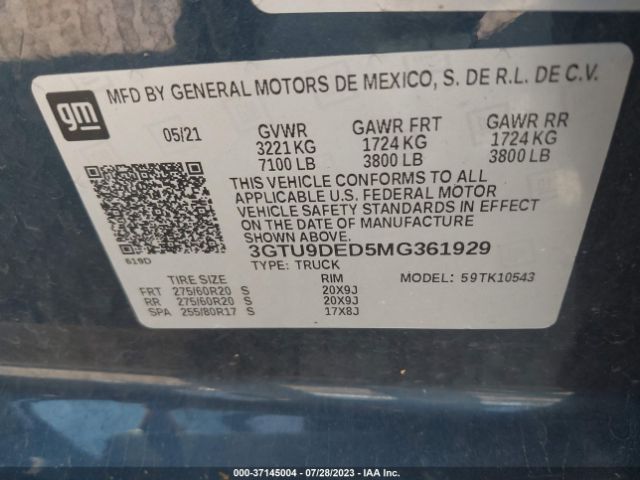 gm
MFD BY GENERAL MOTORS DE MEXICO, S. DE R.L. DE C.V.
05/21 GVWR GAWR FRT GAWR RR
3221 KG 1724 KG 1724 KG
7100 LB 3800 LB 3800 LB
THIS VEHICLE CONFORMS TO ALL
APPLICABLE U.S. FEDERAL MOTOR
VEHICLE SAFETY STANDARDS IN EFFECT
ON THE DATE OF MANUFACTURE
SHOWN ABOVE.
619D 3GTU9DED5MG361929
TYPE: TRUCK
TIRE SIZE RIM MODEL: 59TK10543
FRT 275/60R20 S 20X9J
RR 275/60R20 S 20X9J
SPA 255/80R17 S 17X8J
000-37145004 | 07/28/2023 - IAA Inc.